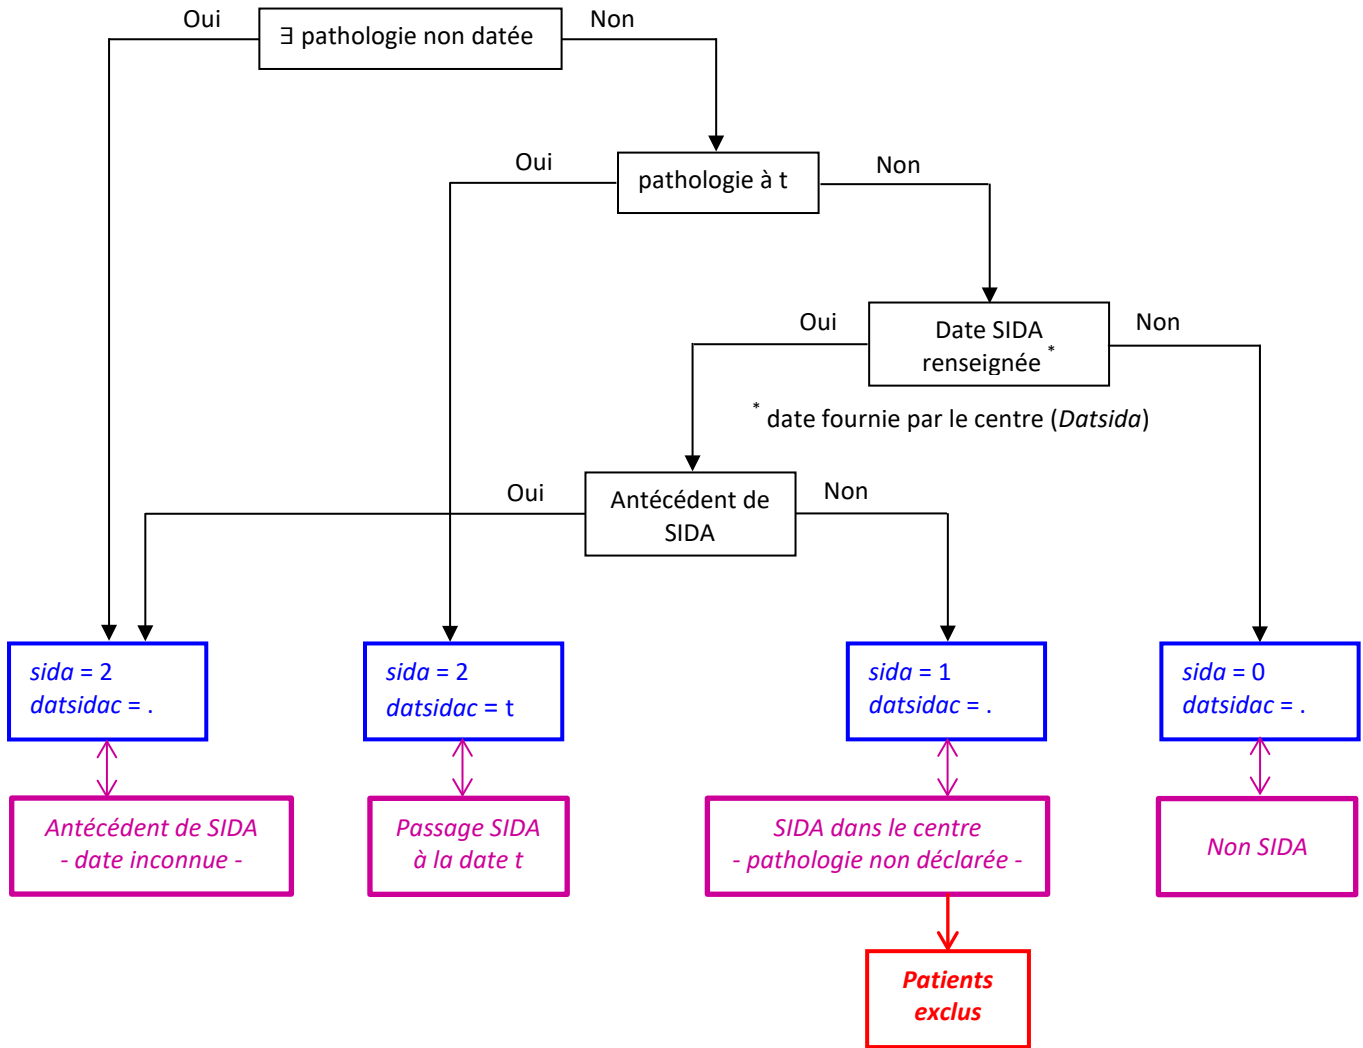 Oui
∃ pathologie non datée
Non
Oui
pathologie à t
Non
Oui
Date SIDA
renseignée *
Non
* date fournie par le centre (Datsida)
Oui
Antécédent de
SIDA
Non
sida = 2
datsidac = .
sida = 2
datsidac = t
sida = 1
datsidac = .
sida = 0
datsidac = .
Antécédent de SIDA
- date inconnue -
Passage SIDA
à la date t
SIDA dans le centre
- pathologie non déclarée -
Non SIDA
Patients
exclus